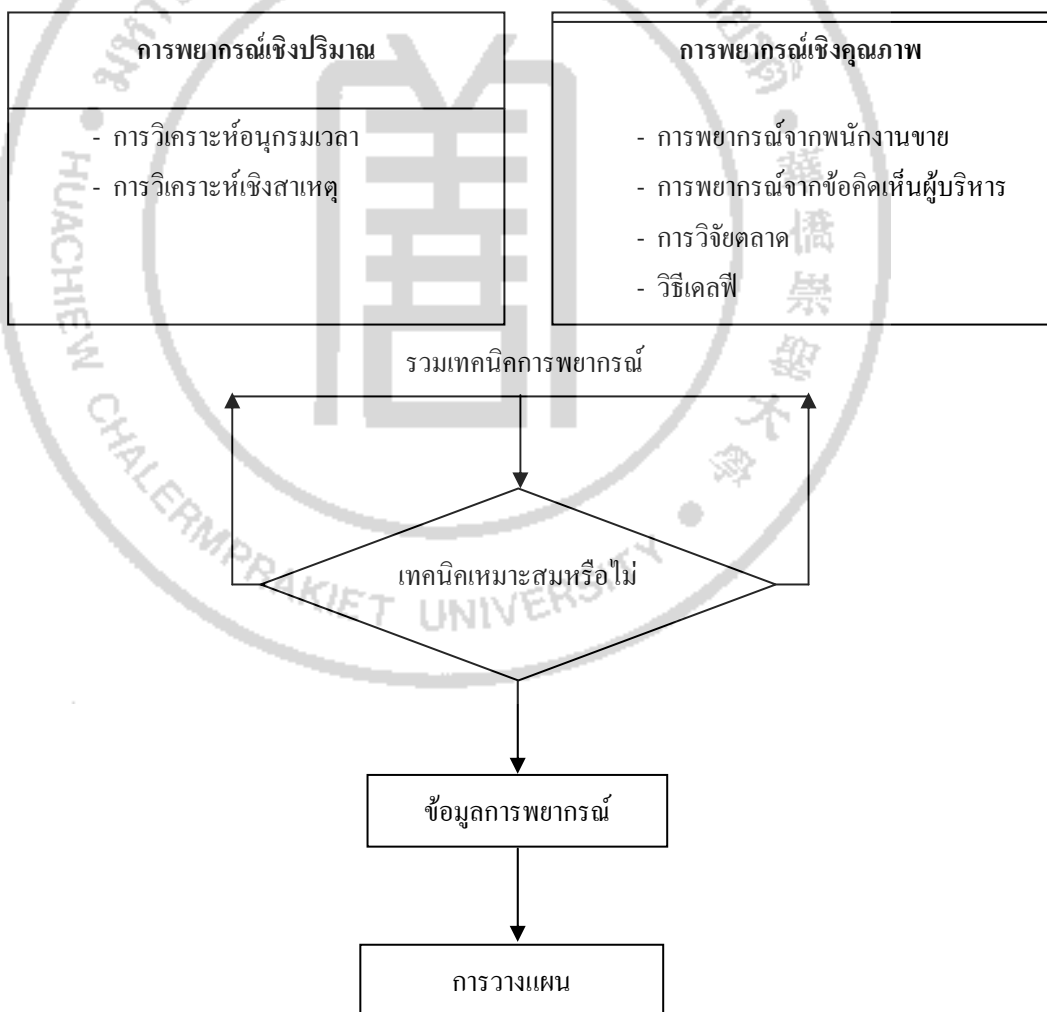 การพยากรณ์เชิงปริมาณ
- การวิเคราะห์อนุกรมเวลา
- การวิเคราะห์เชิงสาเหตุ
การพยากรณ์เชิงคุณภาพ
- การพยากรณ์จากพนักงานขาย
- การพยากรณ์จากข้อคิดเห็นผู้บริหาร
- การวิจัยตลาด
- วิธีเดลฟี
รวมเทคนิคการพยากรณ์
เทคนิคเหมาะสมหรือไม่
ข้อมูลการพยากรณ์
การวางแผน
HUACHIEW CHALERMPRAKIET UNIVERSITY
華僑崇聖大學